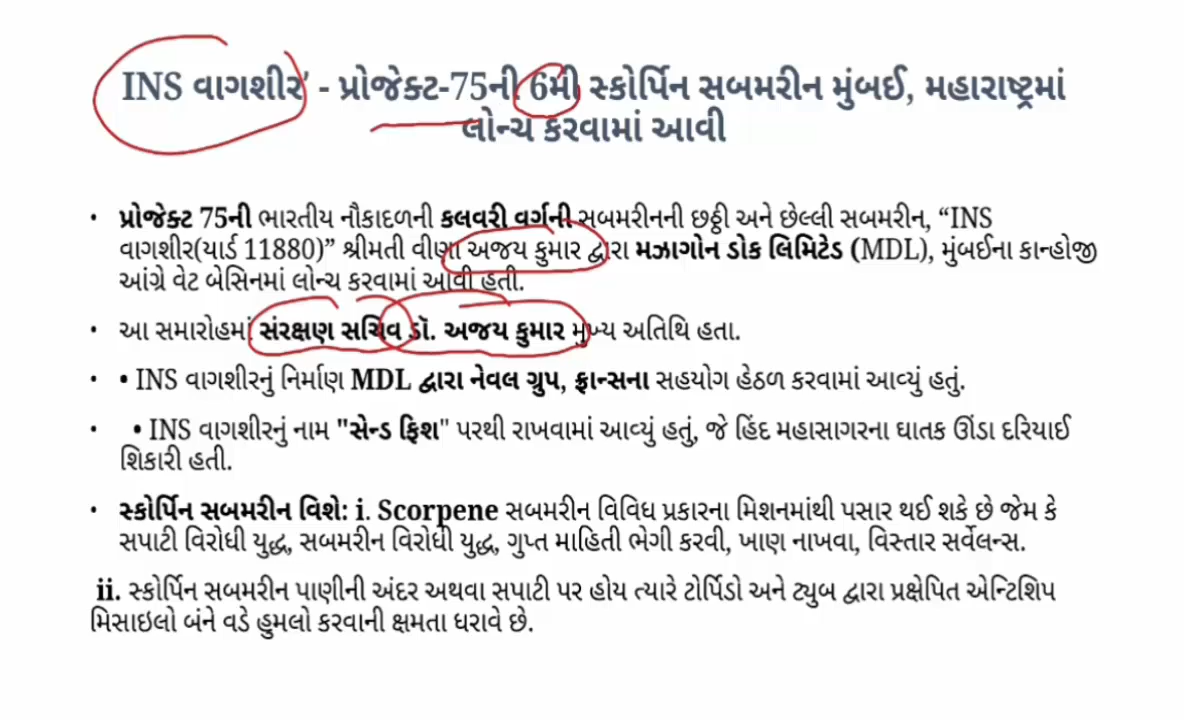 INS વાગશીર' - પ્રોજેક્ટ-75ની 6મી સ્કોર્પિન સબમરીન મુંબઈ, મહારાષ્ટ્રમાં
લોન્ચ કરવામાં આવી
• પ્રોજેક્ટ 75ની ભારતીય નૌકાદળની કલવરી વર્ગની સબમરીનની છઠ્ઠી અને છેલ્લી સબમરીન, “INS
વાગશીર(યાર્ડ 11880)” શ્રીમતી વીણા અજય કુમાર દ્વારા મઝાગોન ડોક લિમિટેડ (MDL), મુંબઈના કાન્હોજી
આંગ્રે વેટ બેસિનમાં લોન્ચ કરવામાં આવી હતી.
• આ સમારોહમાં સંરક્ષણ સચિવ ડૉ. અજય કુમાર મુખ્ય અતિથિ હતા.
• • INS વાગશીરનું નિર્માણ MDL દ્વારા નેવલ ગ્રુપ, ફ્રાન્સના સહયોગ હેઠળ કરવામાં આવ્યું હતું.
• • INS વાગશીરનું નામ "સેન્ડ ફિશ" પરથી રાખવામાં આવ્યું હતું, જે હિંદ મહાસાગરના ઘાતક ઊંડા દરિયાઈ
શિકારી હતી.
• સ્કોર્પિન સબમરીન વિશે: i. Scorpene સબમરીન વિવિધ પ્રકારના મિશનમાંથી પસાર થઈ શકે છે જેમ કે
સપાટી વિરોધી યુદ્ધ, સબમરીન વિરોધી યુદ્ધ, ગુપ્ત માહિતી ભેગી કરવી, ખાણ નાખવા, વિસ્તાર સર્વેલન્સ.
ii. સ્કોર્પિન સબમરીન પાણીની અંદર અથવા સપાટી પર હોય ત્યારે ટોર્પિડો અને ટ્યુબ દ્વારા પ્રક્ષેપિત એન્ટિશિપ
મિસાઇલો બંને વડે હુમલો કરવાની ક્ષમતા ધરાવે છે.